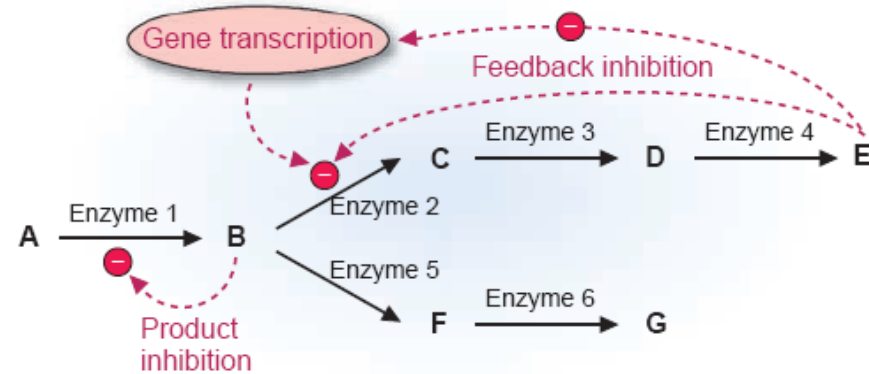 Gene transcription
−
Feedback inhibition
−
C
Enzyme 3
D
Enzyme 4
E
Enzyme 2
A
Enzyme 1
−
B
Product
inhibition
Enzyme 5
F
Enzyme 6
G